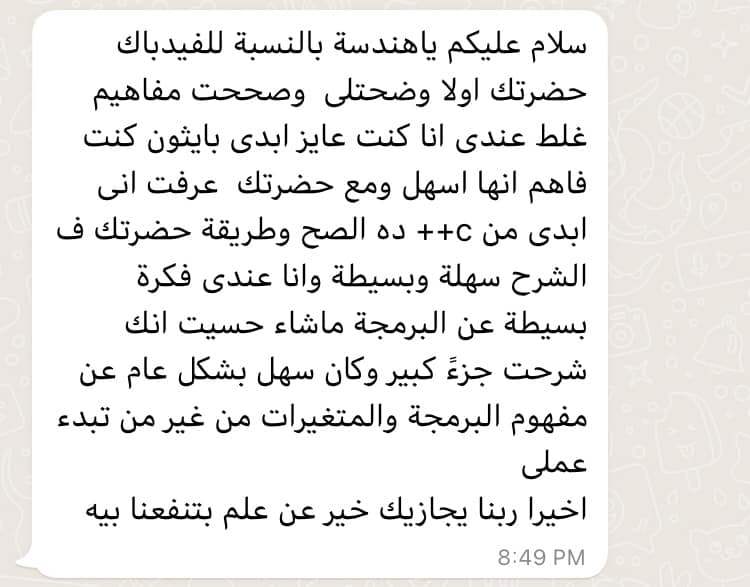 سلام عليكم ياهندسة بالنسبة للفيدباك
حضرتك اولا وضحتلى وصححت مفاهيم
غلط عندى انا كنت عايز ابدى بايثون كنت
فاهم انها اسهل ومع حضرتك عرفت انى
ابدى من c++ ده الصح وطريقة حضرتك ف
الشرح سهلة وبسيطة وانا عندى فكرة
بسيطة عن البرمجة ماشاء حسيت انك
شرحت جزءً كبير وكان سهل بشكل عام عن
مفهوم البرمجة والمتغيرات من غير من تبدء
عملى
اخيرا ربنا يجازيك خير عن علم بتنفعنا بيه
8:49 PM